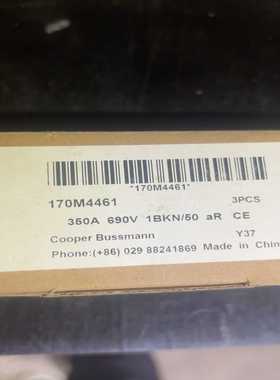 *170M4461*
170M4461 3PCS
350A 690V 1BKN/50 aR CE
Cooper Bussmann Y37
Phone:(+86) 029 88241869 Made in Chin